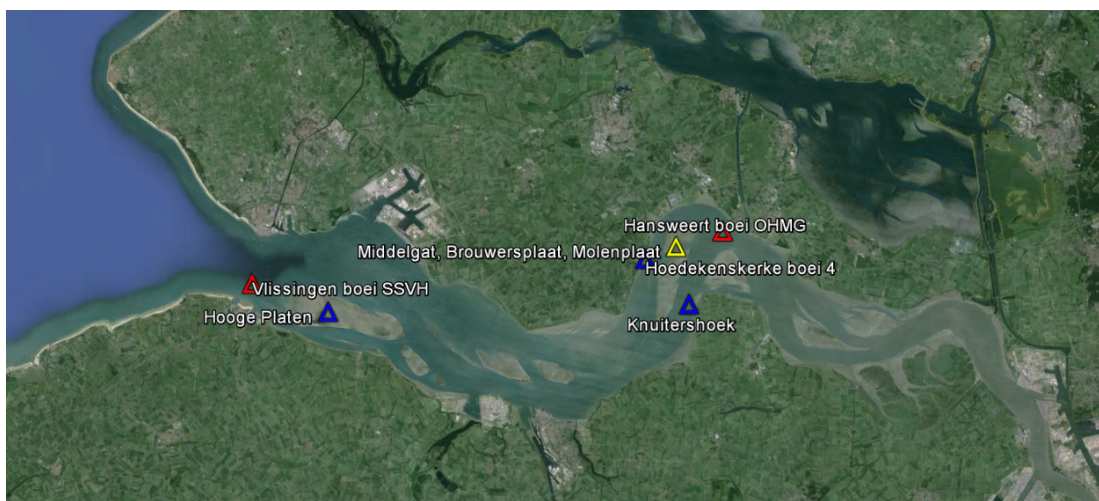 Hansweert boei OHMG
Middelgat, Brouwersplaat, Molenplaat
Hoedekenskerke boei 4
Vlissingen boei SSVH
Hooge Platen
Knuitershoek